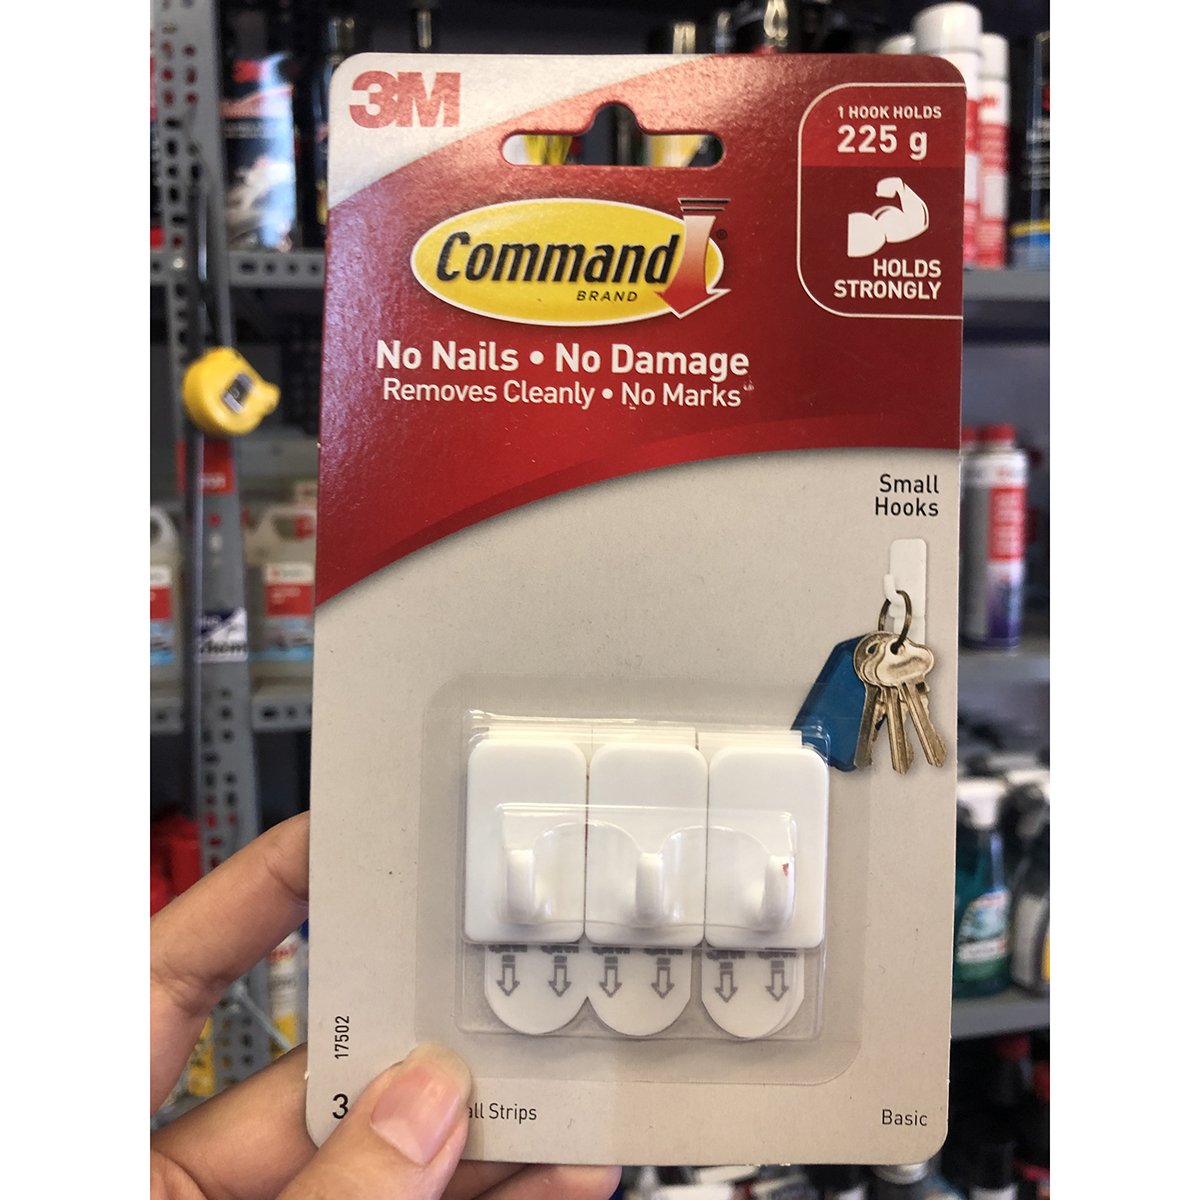 3M
1 HOOK HOLDS
225 g
HOLDS
STRONGLY
Command
BRAND
®
No Nails • No Damage
Removes Cleanly • No Marks
Small
Hooks
17502
3
all Strips
Basic